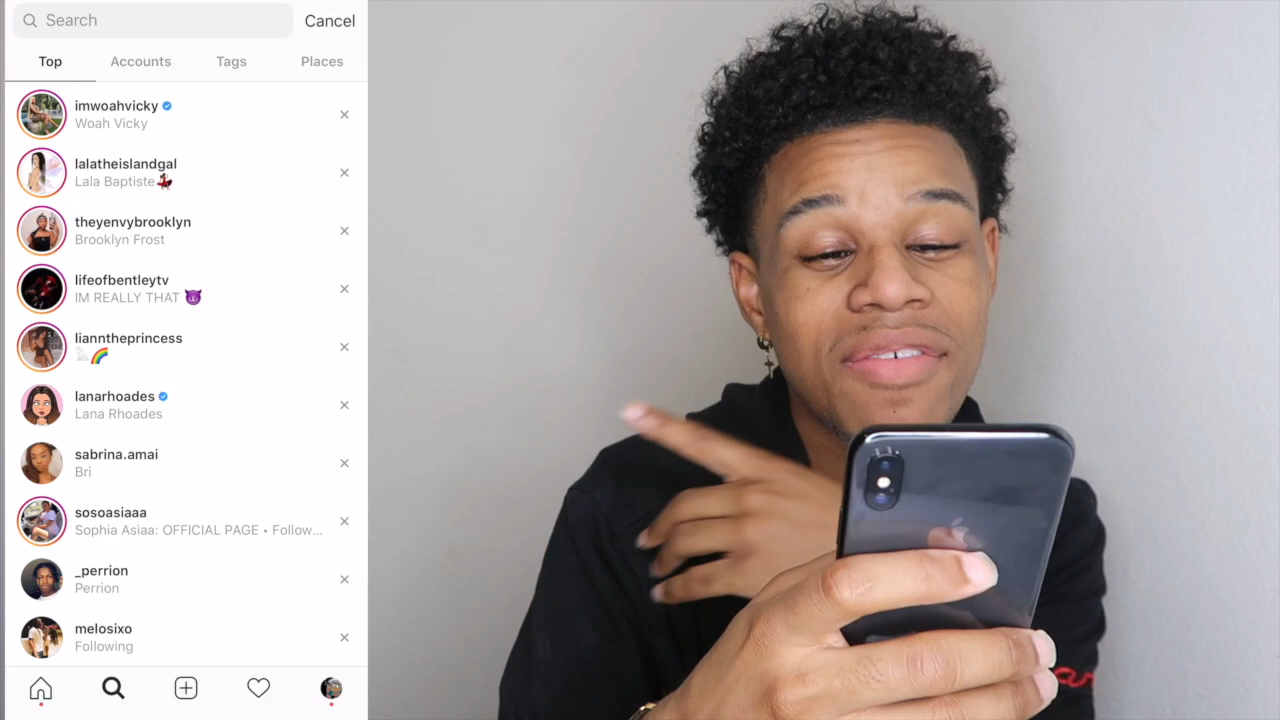 Search
Cancel
Top
Accounts
Tags
Places
imwoahvicky
Woah Vicky
lalatheislandgal
Lala Baptiste💃🏿
theyenvybrooklyn
Brooklyn Frost
lifeofbentleytv
IM REALLY THAT 😈
lianntheprincess
🌈
lanarhoades
Lana Rhoades
sabrina.amai
Bri
sosoasiaaa
Sophia Asiaa: OFFICIAL PAGE • Follow...
_perrion
Perrion
melosixo
Following